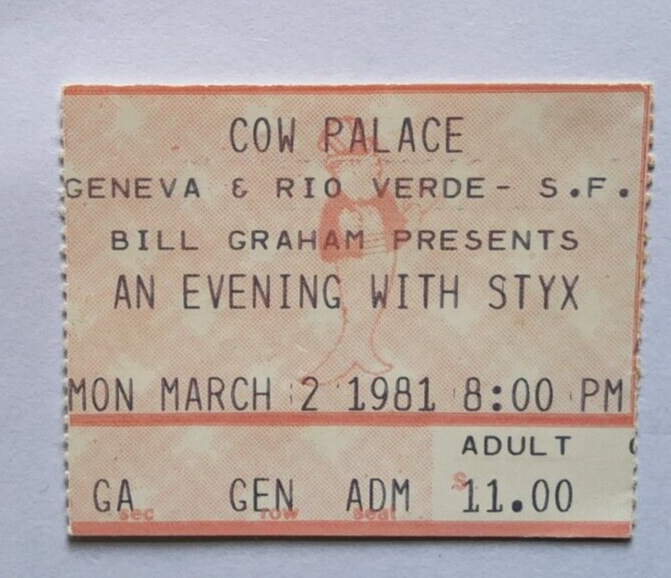 COW PALACE
GENEVA & RIO VERDE- S.F.
BILL GRAHAM PRESENTS
AN EVENING WITH STYX
MON MARCH 2 1981 8:00 PM
ADULT
GA GEN ADM $11.00
sec row seat